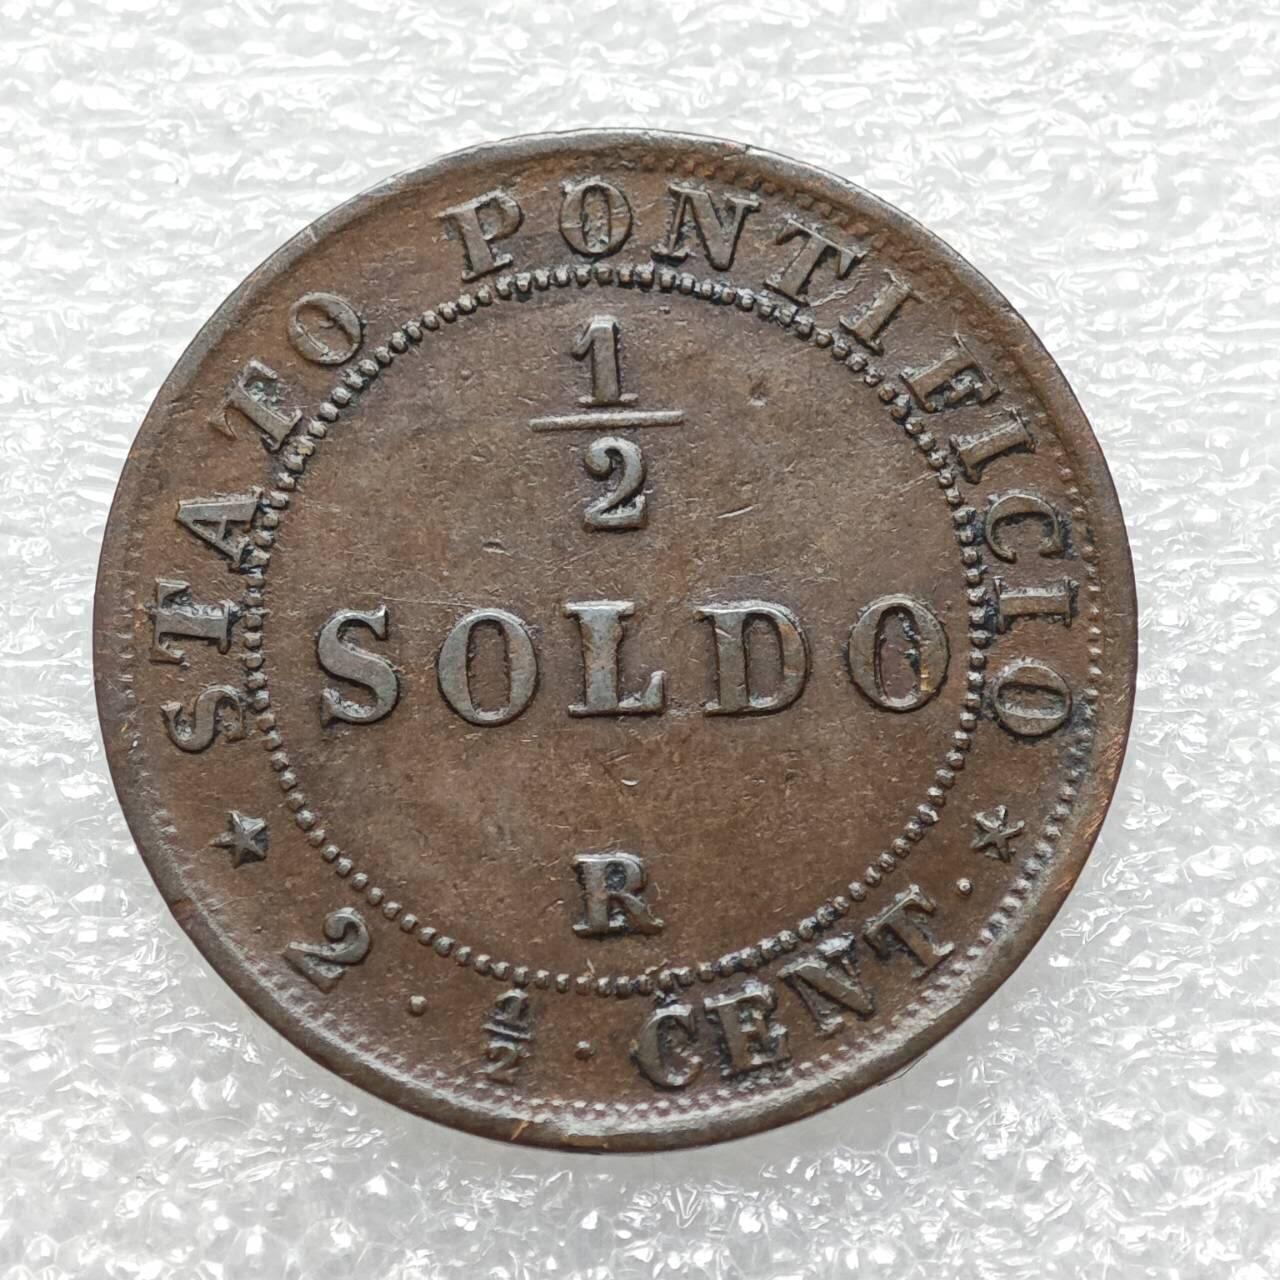 STATO PONTIFICIO
1/2
SOLDO
R
2 · 1/2 · CENT ·